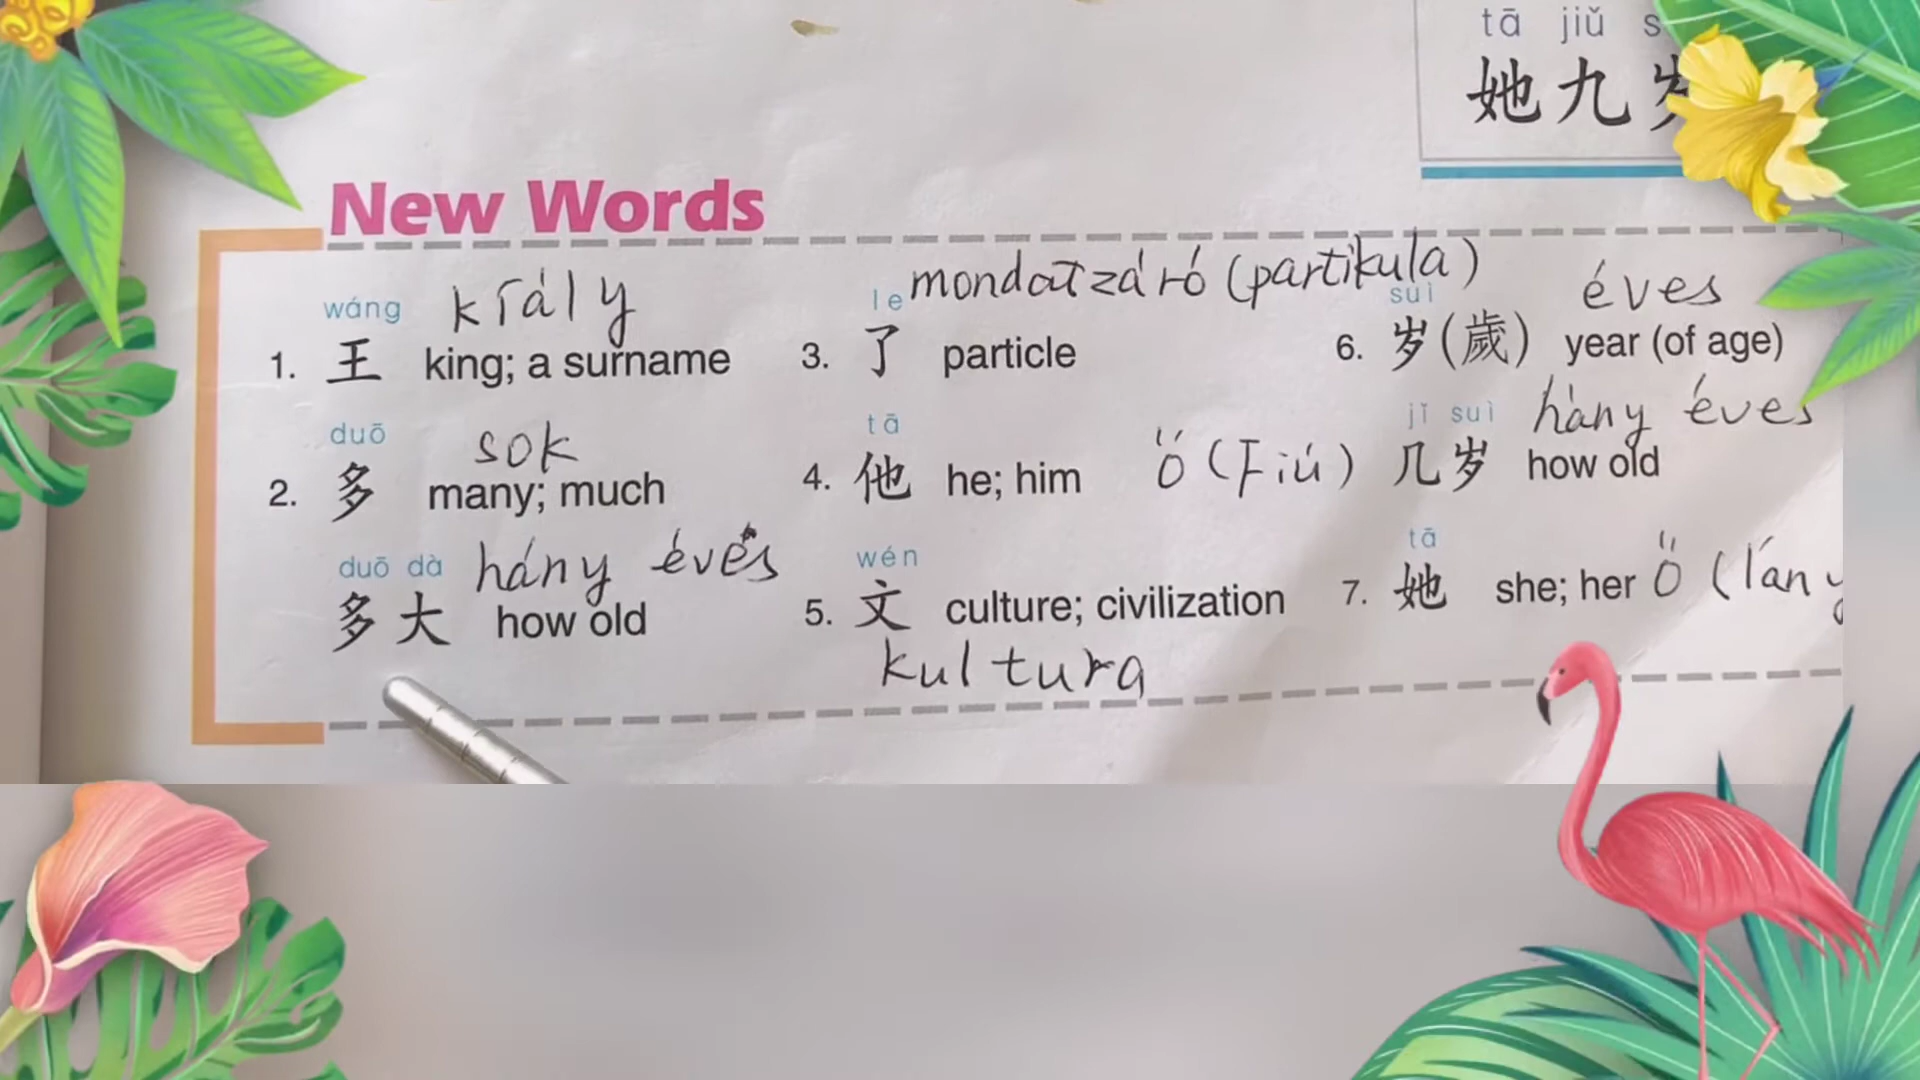 tā jiǔ s
她九岁
New Words
wáng király
1. 王 king; a surname
duō sok
2. 多 many; much
duō dà hány éves
多大 how old
le mondatzáró (partikula)
3. 了 particle
tā
4. 他 he; him ő (Fiú)
wén
5. 文 culture; civilization
kultura
suì éves
6. 岁(歲) year (of age)
jǐ suì hàny éves
几岁 how old
tā
7. 她 she; her ő (lány